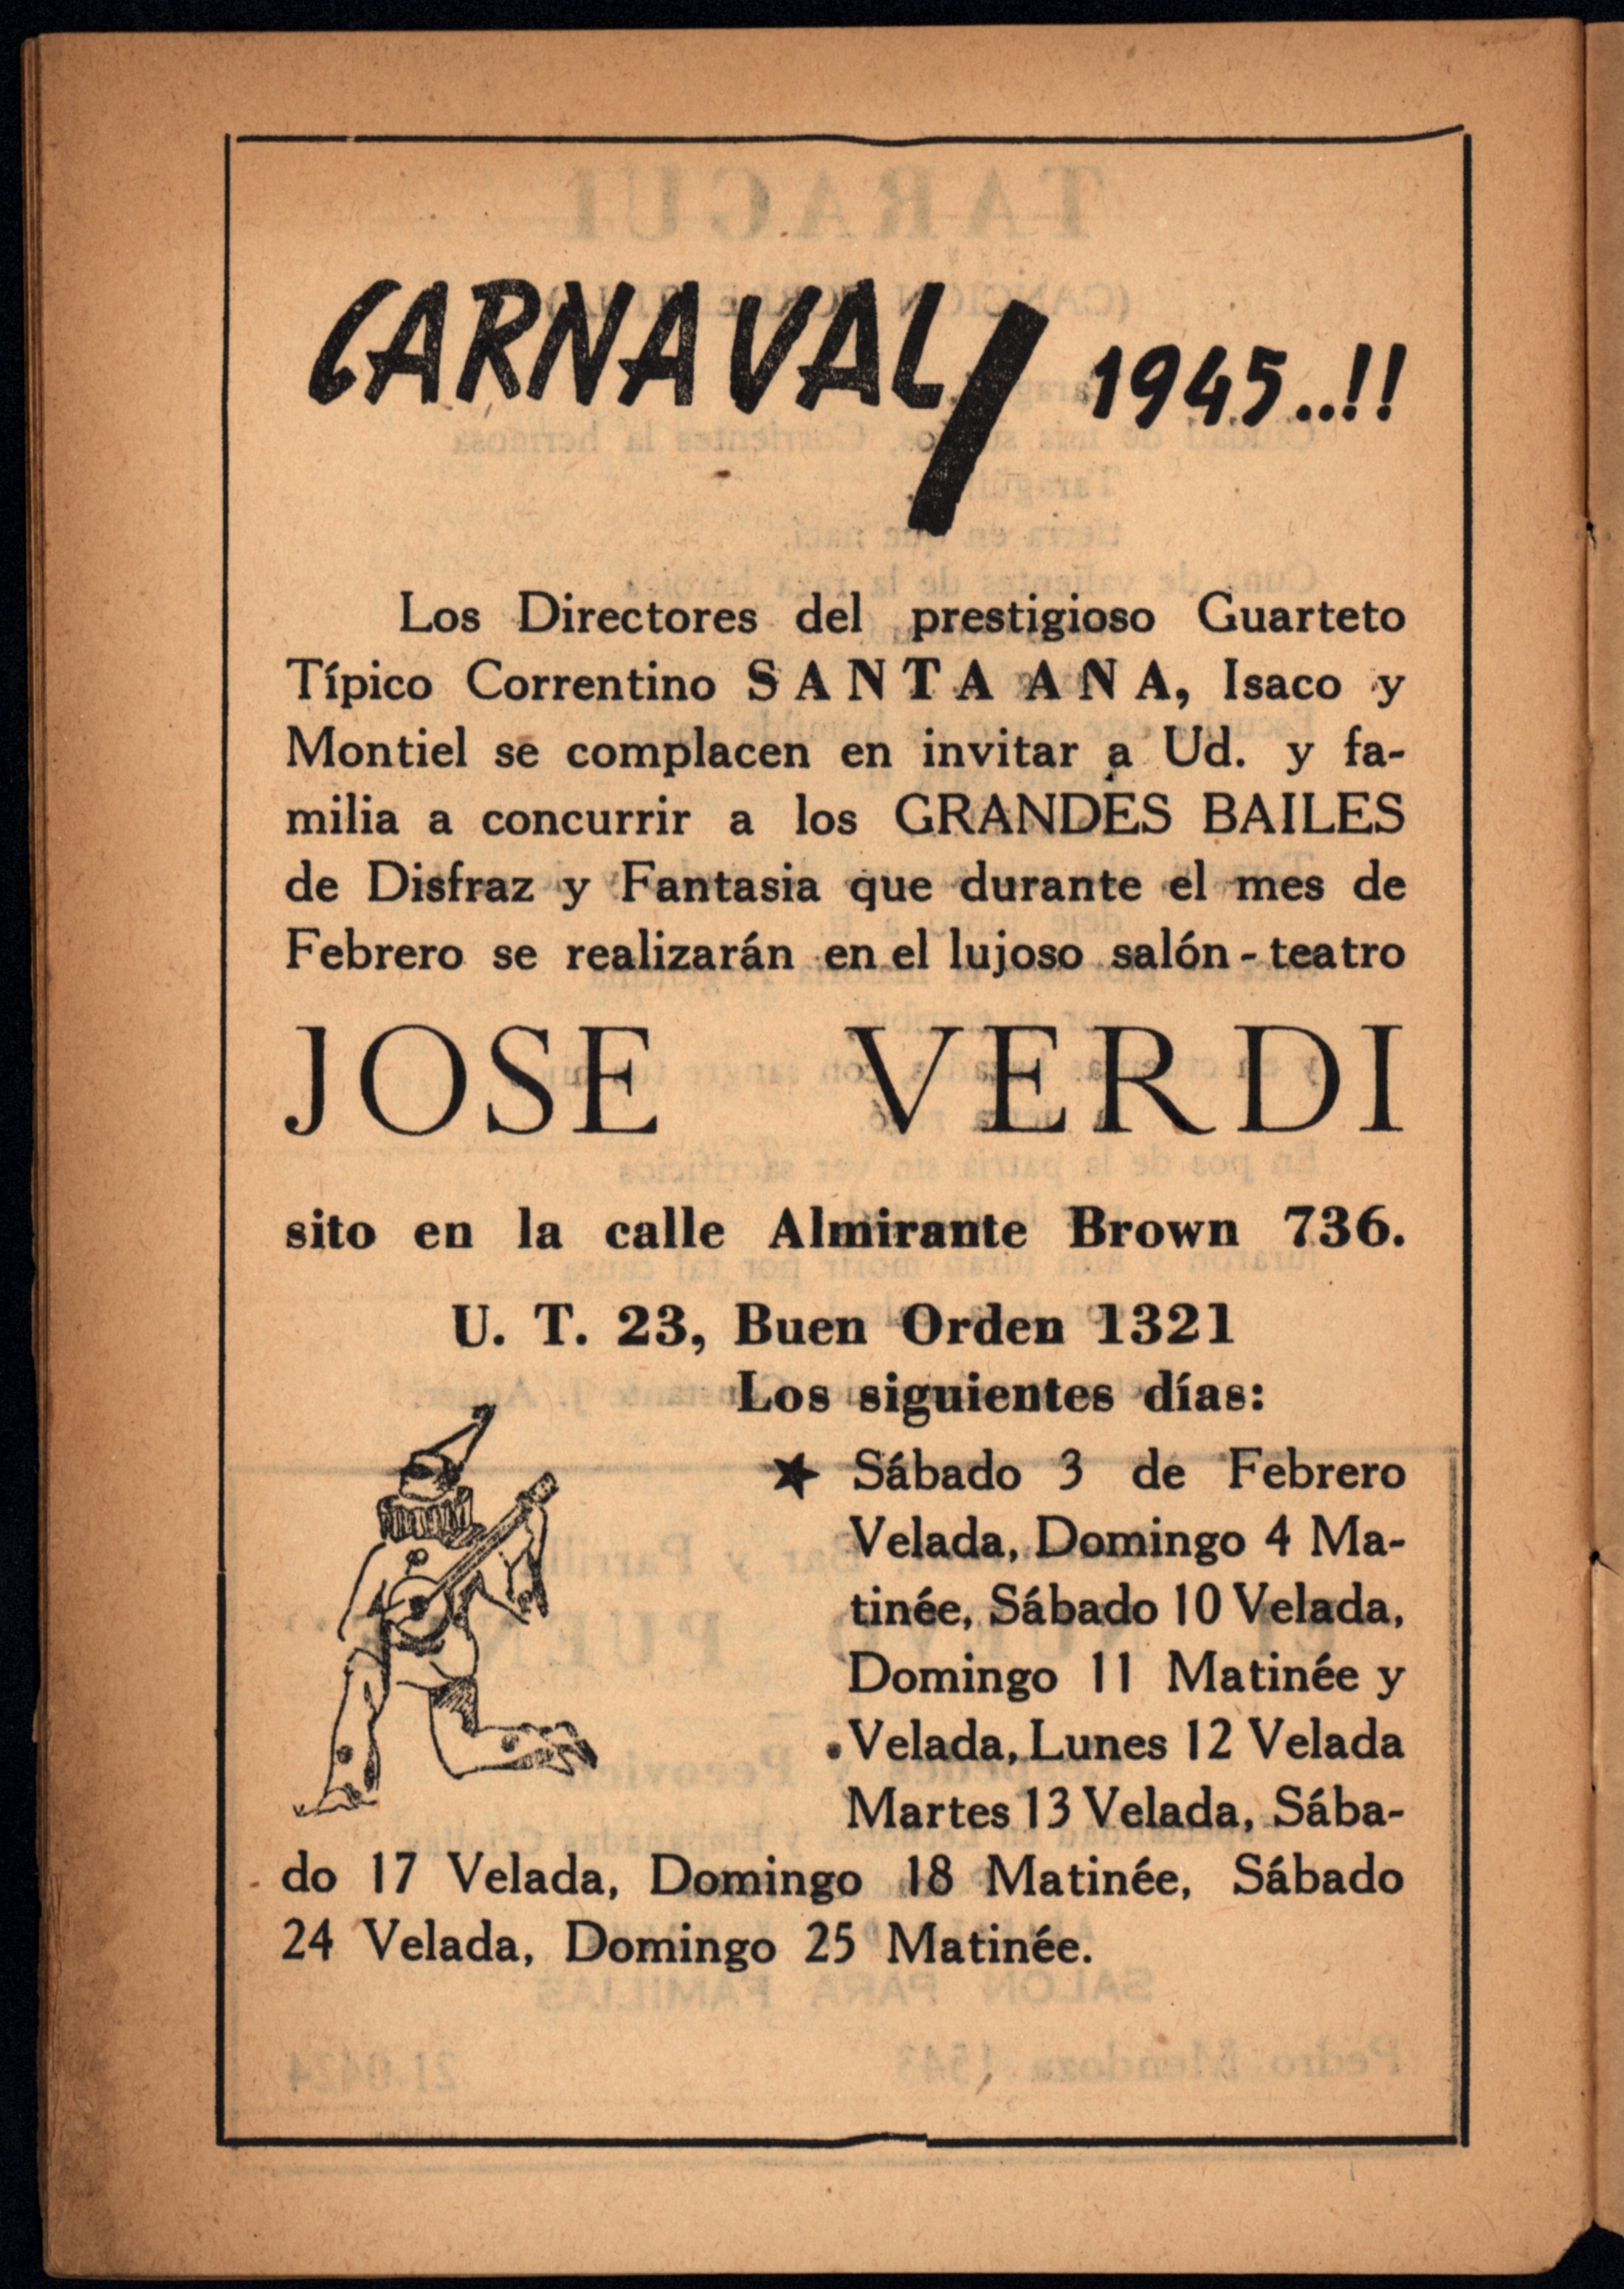 CARNAVAL 1945..!!
Los Directores del prestigioso Cuarteto
Típico Correntino SANTA ANA, Isaco y
Montiel se complacen en invitar a Ud. y fa-
milia a concurrir a los GRANDES BAILES
de Disfraz y Fantasia que durante el mes de
Febrero se realizarán en el lujoso salón - teatro
JOSE VERDI
sito en la calle Almirante Brown 736.
U. T. 23, Buen Orden 1321
Los siguientes días:
★ Sábado 3 de Febrero
Velada, Domingo 4 Ma-
tinée, Sábado 10 Velada,
Domingo 11 Matinée y
Velada, Lunes 12 Velada
Martes 13 Velada, Sába-
do 17 Velada, Domingo 18 Matinée, Sábado
24 Velada, Domingo 25 Matinée.